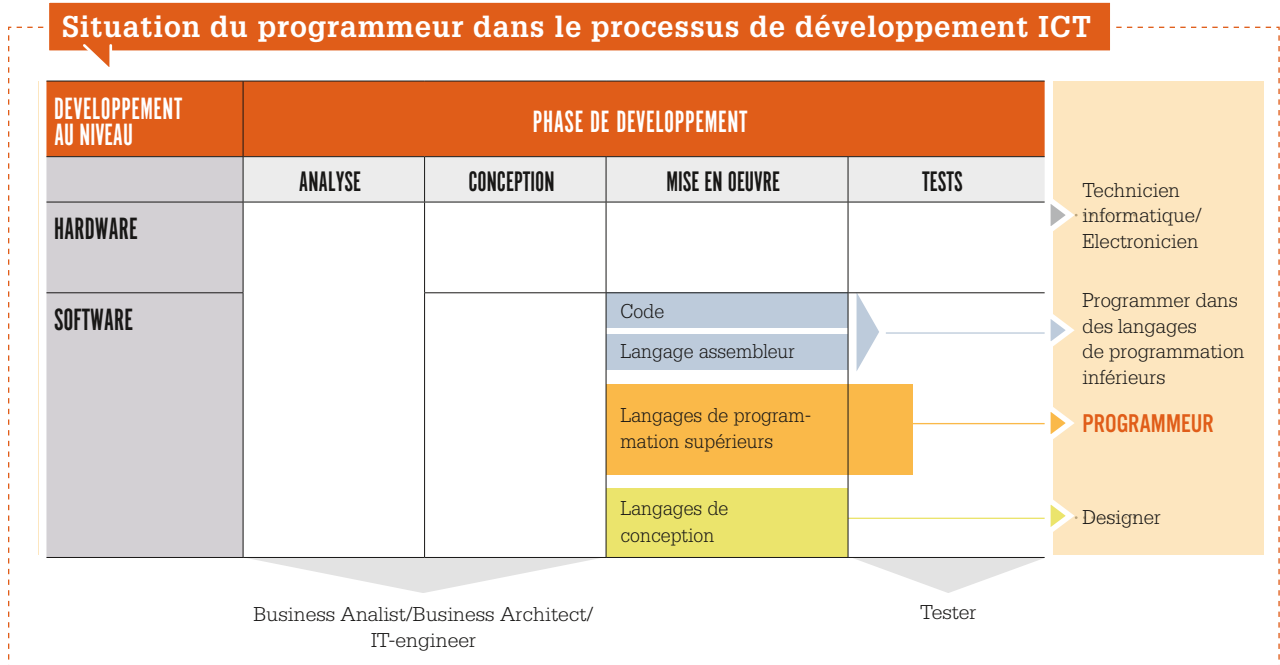 Situation du programmeur dans le processus de développement ICT
DEVELOPPEMENT
AU NIVEAU
PHASE DE DEVELOPPEMENT
ANALYSE
CONCEPTION
MISE EN OEUVRE
TESTS
HARDWARE
Technicien
informatique/
Electronicien
SOFTWARE
Code
Langage assembleur
Programmer dans
des langages
de programmation
inférieurs
Langages de program-
mation supérieurs
PROGRAMMEUR
Langages de
conception
Designer
Business Analist/Business Architect/
IT-engineer
Tester